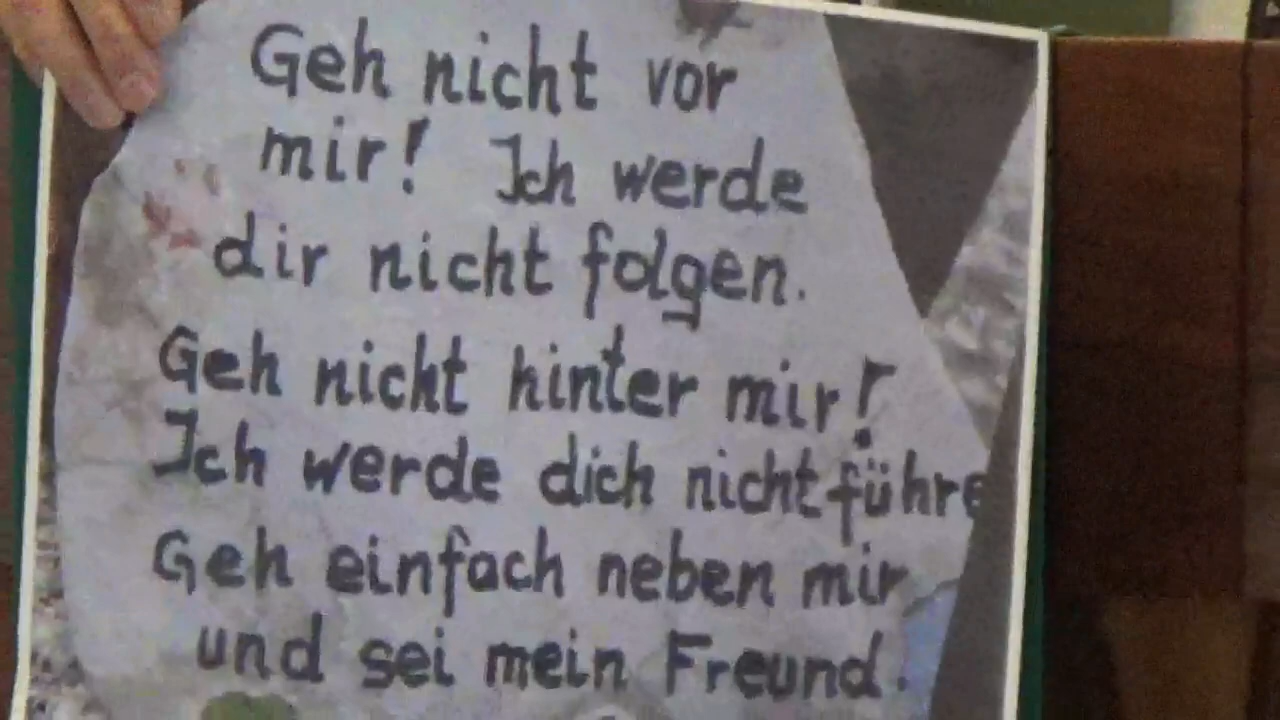 Geh nicht vor
mir! Ich werde
dir nicht folgen.
Geh nicht hinter mir!
Ich werde dich nicht führe
Geh einfach neben mir
und sei mein Freund.